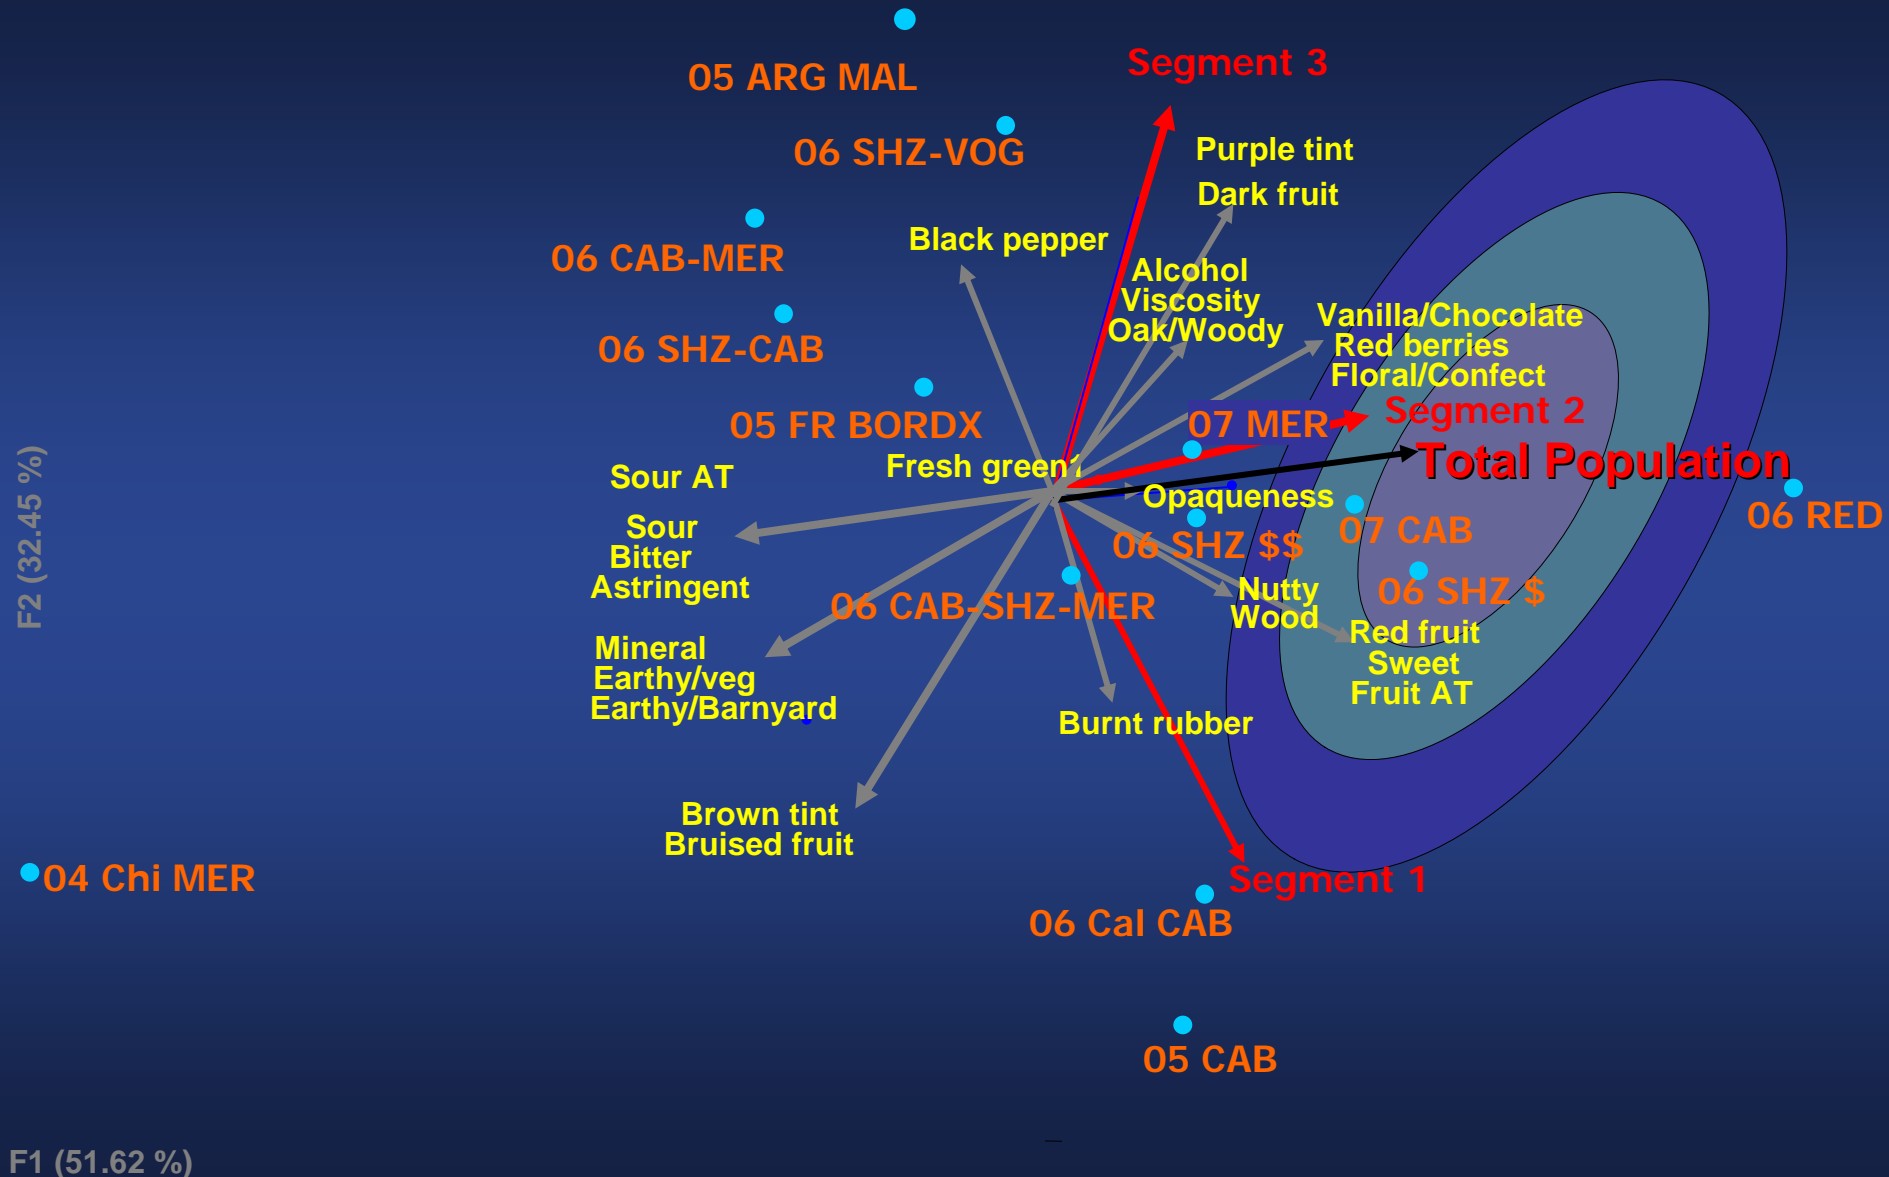 Segment 3
05 ARG MAL
06 SHZ-VOG
Purple tint
Dark fruit
Black pepper
06 CAB-MER
Alcohol
Viscosity
Oak/Woody
Vanilla/Chocolate
Red berries
Floral/Confect
06 SHZ-CAB
Segment 2
07 MER
05 FR BORDX
Total Population
Fresh green1
Sour AT
Opaqueness
06 RED
Sour
Bitter
Astringent
07 CAB
06 SHZ $$
F2 (32.45 %)
Nutty
Wood
06 SHZ $
06 CAB-SHZ-MER
Red fruit
Sweet
Fruit AT
Mineral
Earthy/veg
Earthy/Barnyard
Burnt rubber
Brown tint
Bruised fruit
04 Chi MER
Segment 1
06 Cal CAB
05 CAB
F1 (51.62 %)